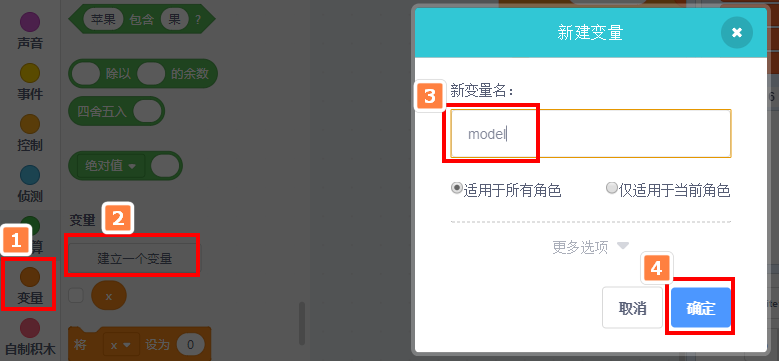 声音
事件
控制
侦测
算
变量
自制积木
苹果 包含 果 ?
除以 的余数
四舍五入
绝对值
变量
建立一个变量
x
将 x 设为 0
1
2
3
4
新建变量
新变量名：
model
适用于所有角色
仅适用于当前角色
更多选项
取消
确定
6